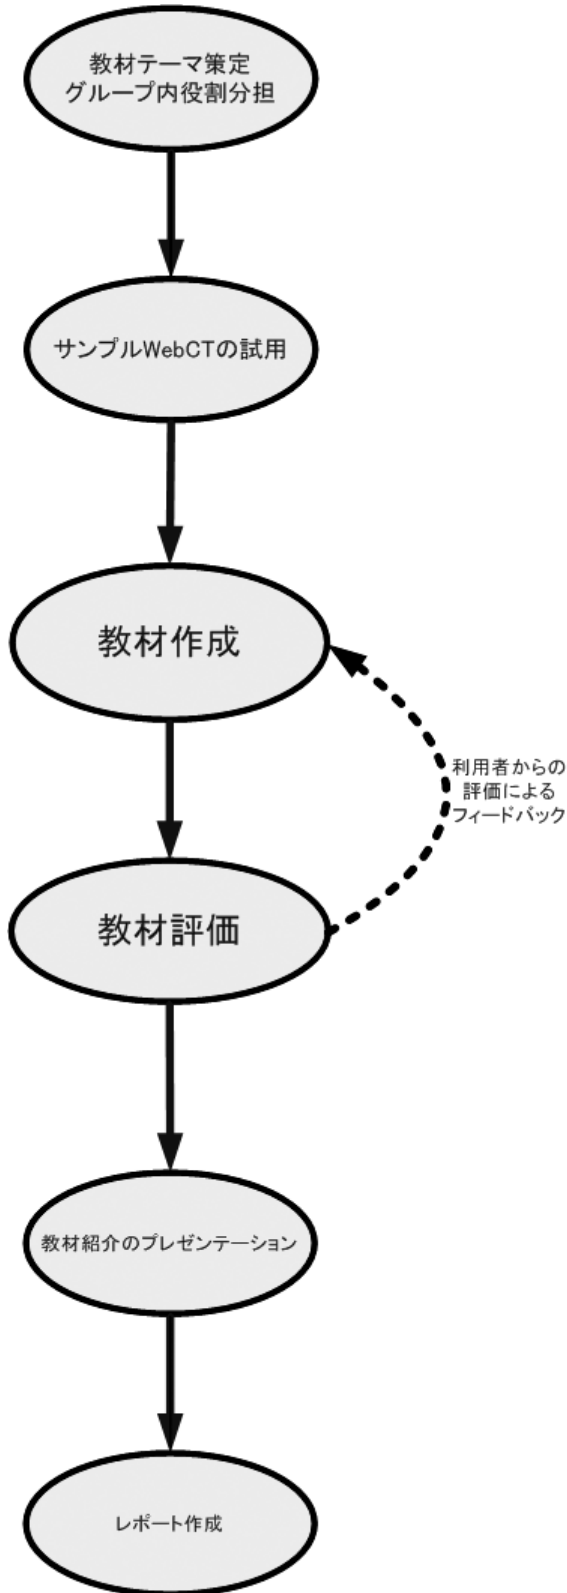 教材テーマ策定
グループ内役割分担
サンプルWebCTの試用
教材作成
利用者からの
評価による
フィードバック
教材評価
教材紹介のプレゼンテーション
レポート作成